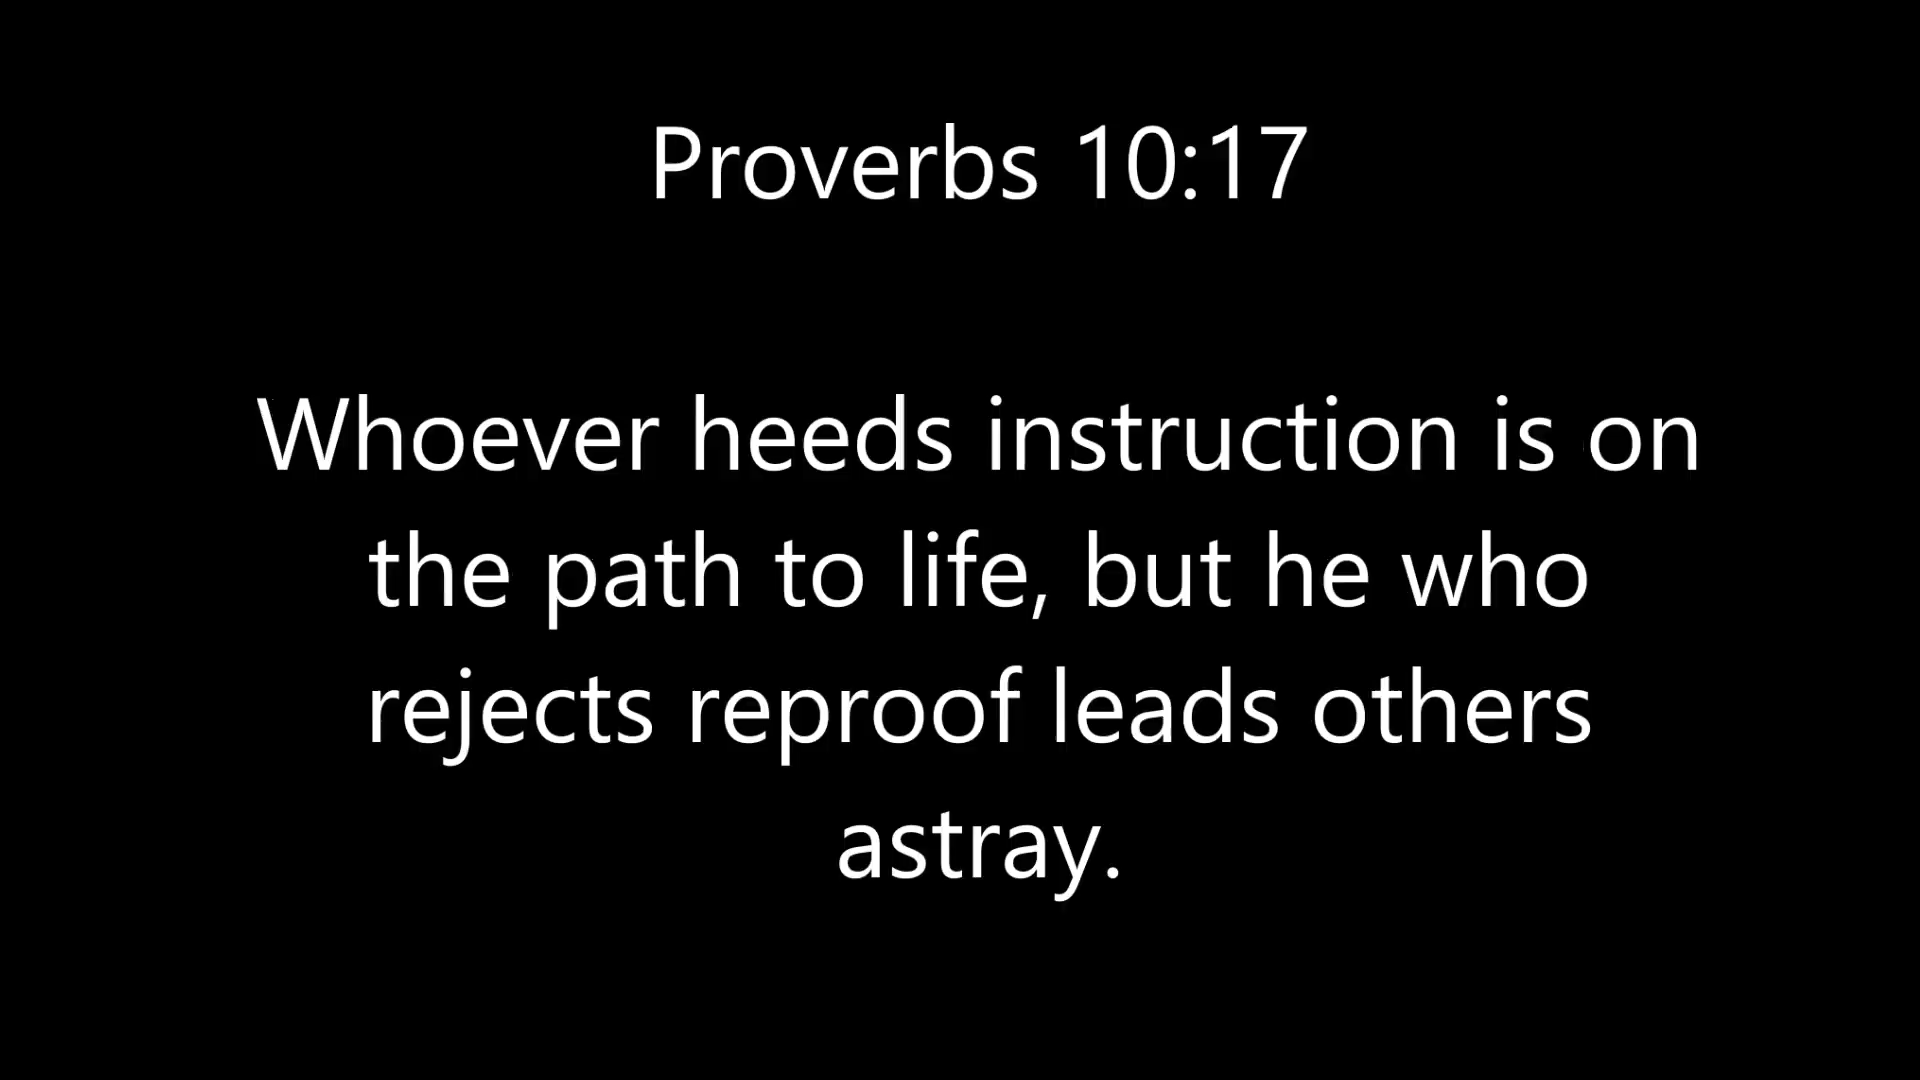 Proverbs 10:17
Whoever heeds instruction is on
the path to life, but he who
rejects reproof leads others
astray.